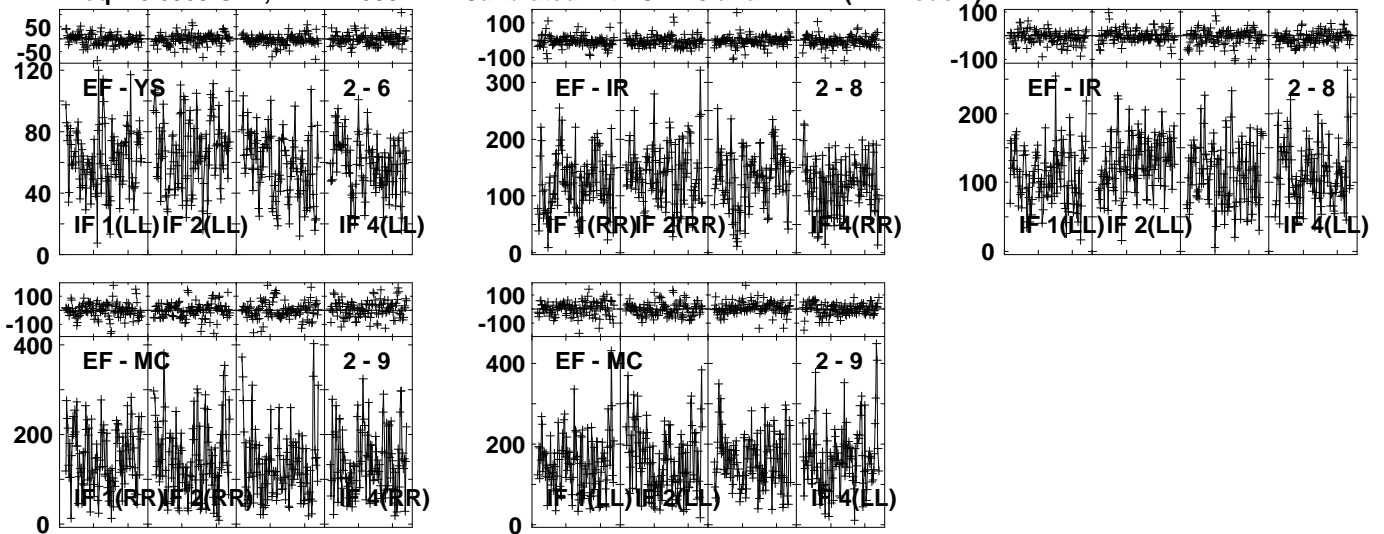 50
-50
120
80
40
0
EF - YS
2 - 6
IF 1(LL)
IF 2(LL)
IF 4(LL)
100
-100
300
200
100
0
EF - IR
2 - 8
IF 1(RR)
IF 2(RR)
IF 4(RR)
100
-100
200
100
0
EF - IR
2 - 8
IF 1(LL)
IF 2(LL)
IF 4(LL)
100
-100
400
200
0
EF - MC
2 - 9
IF 1(RR)
IF 2(RR)
IF 4(RR)
100
-100
400
200
0
EF - MC
2 - 9
IF 1(LL)
IF 2(LL)
IF 4(LL)